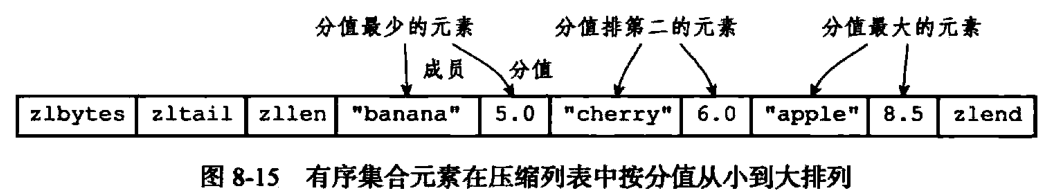 分值最少的元素 分值排第二的元素 分值最大的元素
成员 分值
zlbytes zltail zllen "banana" 5.0 "cherry" 6.0 "apple" 8.5 zlend
图 8-15 有序集合元素在压缩列表中按分值从小到大排列